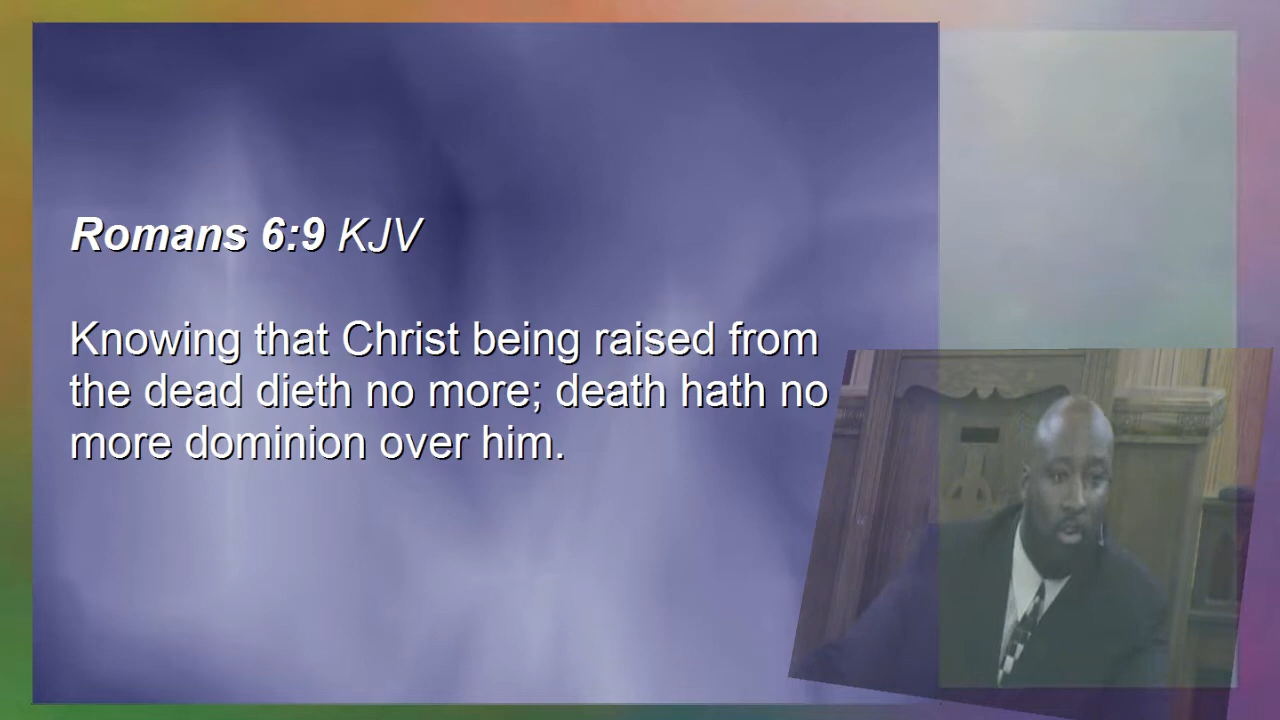 Romans 6:9 KJV
Knowing that Christ being raised from
the dead dieth no more; death hath no
more dominion over him.